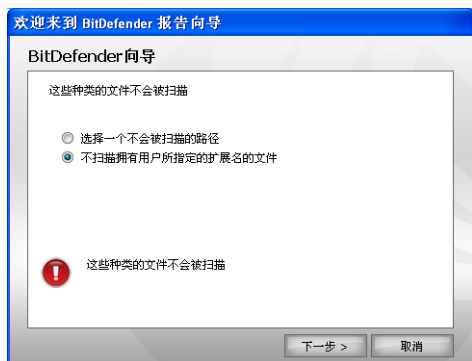 欢迎来到 BitDefender 报告向导
BitDefender向导
这些种类的文件不会被扫描
选择一个不会被扫描的路径
不扫描拥有用户所指定的扩展名的文件
这些种类的文件不会被扫描
下一步 >
取消